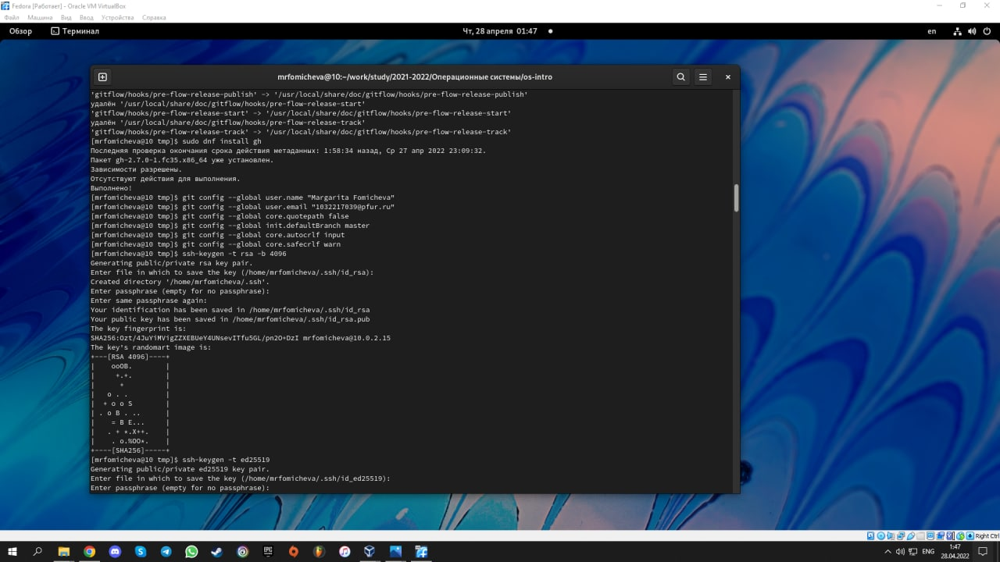 Fedora [Работает] - Oracle VM VirtualBox
Файл Машина Вид Ввод Устройства Справка
Обзор Терминал Чт, 28 апреля 01:47 en
mrfomicheva@10:~/work/study/2021-2022/Операционные системы/os-intro
'gitflow/hooks/pre-flow-release-publish' -> '/usr/local/share/doc/gitflow/hooks/pre-flow-release-publish'
удалён '/usr/local/share/doc/gitflow/hooks/pre-flow-release-start'
'gitflow/hooks/pre-flow-release-start' -> '/usr/local/share/doc/gitflow/hooks/pre-flow-release-start'
удалён '/usr/local/share/doc/gitflow/hooks/pre-flow-release-track'
'gitflow/hooks/pre-flow-release-track' -> '/usr/local/share/doc/gitflow/hooks/pre-flow-release-track'
[mrfomicheva@10 tmp]$ sudo dnf install gh
Последняя проверка окончания срока действия метаданных: 1:58:34 назад, Ср 27 апр 2022 23:09:32.
Пакет gh-2.7.0-1.fc35.x86_64 уже установлен.
Зависимости разрешены.
Отсутствуют действия для выполнения.
Выполнено!
[mrfomicheva@10 tmp]$ git config --global user.name "Margarita Fomicheva"
[mrfomicheva@10 tmp]$ git config --global user.email "1032217039@pfur.ru"
[mrfomicheva@10 tmp]$ git config --global core.quotepath false
[mrfomicheva@10 tmp]$ git config --global init.defaultBranch master
[mrfomicheva@10 tmp]$ git config --global core.autocrlf input
[mrfomicheva@10 tmp]$ git config --global core.safecrlf warn
[mrfomicheva@10 tmp]$ ssh-keygen -t rsa -b 4096
Generating public/private rsa key pair.
Enter file in which to save the key (/home/mrfomicheva/.ssh/id_rsa):
Created directory '/home/mrfomicheva/.ssh'.
Enter passphrase (empty for no passphrase):
Enter same passphrase again:
Your identification has been saved in /home/mrfomicheva/.ssh/id_rsa
Your public key has been saved in /home/mrfomicheva/.ssh/id_rsa.pub
The key fingerprint is:
SHA256:Ozt/4JuYiMVigZZXEBUeY4UNsevITfu5GL/pn2O+DzI mrfomicheva@10.0.2.15
The key's randomart image is:
+---[RSA 4096]----+
|    ooOB.        |
|     +.+.        |
|      +          |
|   o . .         |
|  + o o S        |
| . o B . ..      |
|    = B E...     |
|   . + *.X++.    |
|    . o.%OO*.    |
+----[SHA256]-----+
[mrfomicheva@10 tmp]$ ssh-keygen -t ed25519
Generating public/private ed25519 key pair.
Enter file in which to save the key (/home/mrfomicheva/.ssh/id_ed25519):
Enter passphrase (empty for no passphrase):
Right Ctrl
EPIC
ENG
1:47
28.04.2022